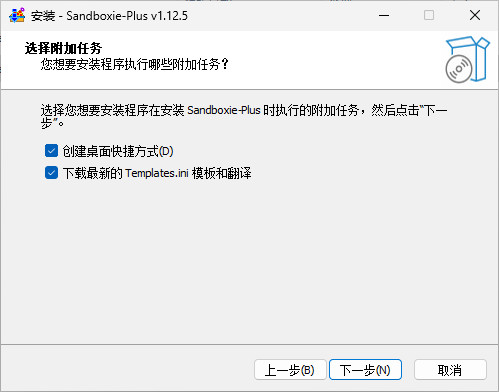 安装 - Sandboxie-Plus v1.12.5
选择附加任务
您想要安装程序执行哪些附加任务？
选择您想要安装程序在安装 Sandboxie-Plus 时执行的附加任务，然后点击“下一
步”。
创建桌面快捷方式(D)
下载最新的 Templates.ini 模板和翻译
上一步(B)
下一步(N)
取消